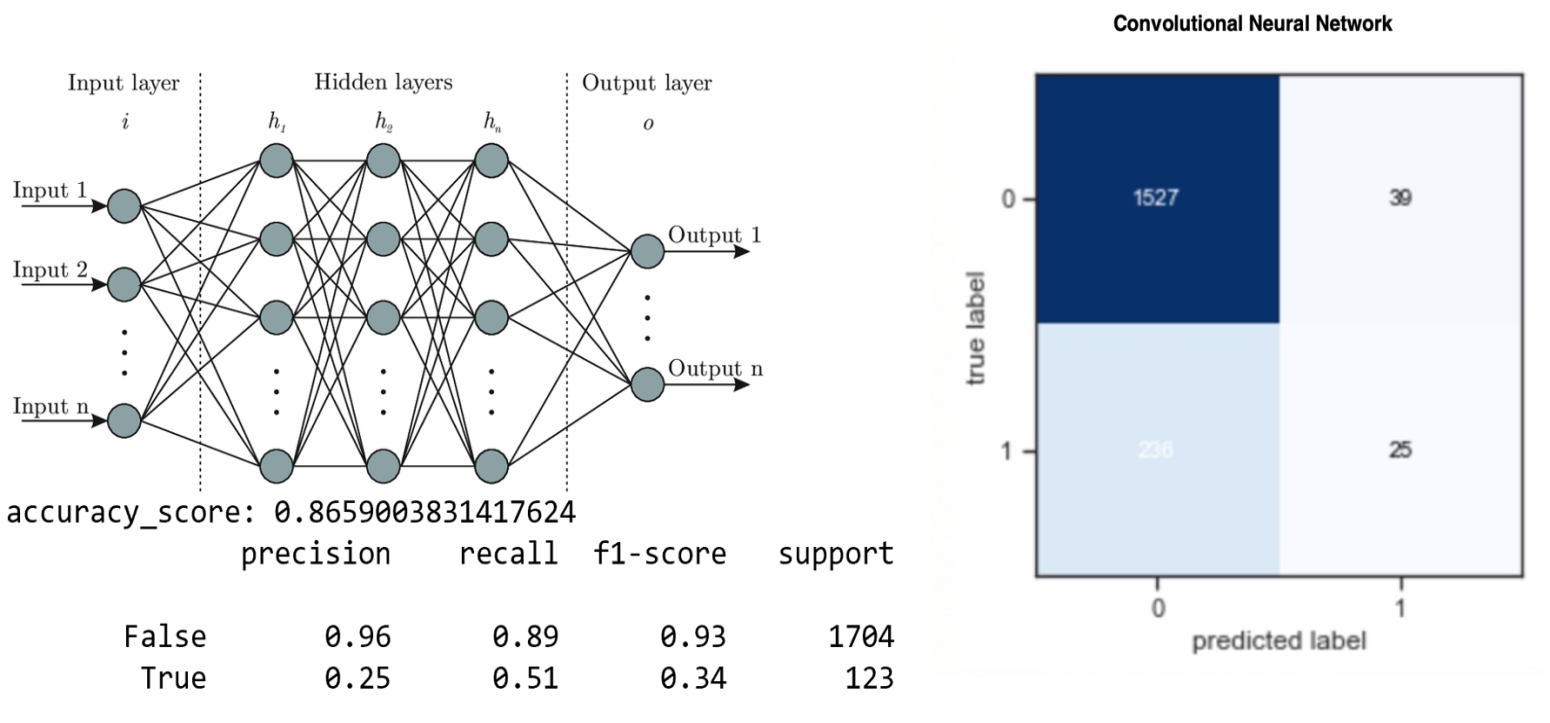 Input layer
Hidden layers
Output layer
i
h1
h2
hn
o
Input 1
Input 2
Input n
Output 1
Output n
accuracy_score: 0.8659003831417624
precision recall f1-score support
False 0.96 0.89 0.93 1704
True 0.25 0.51 0.34 123
Convolutional Neural Network
true label
0
1527
39
1
236
25
0
1
predicted label